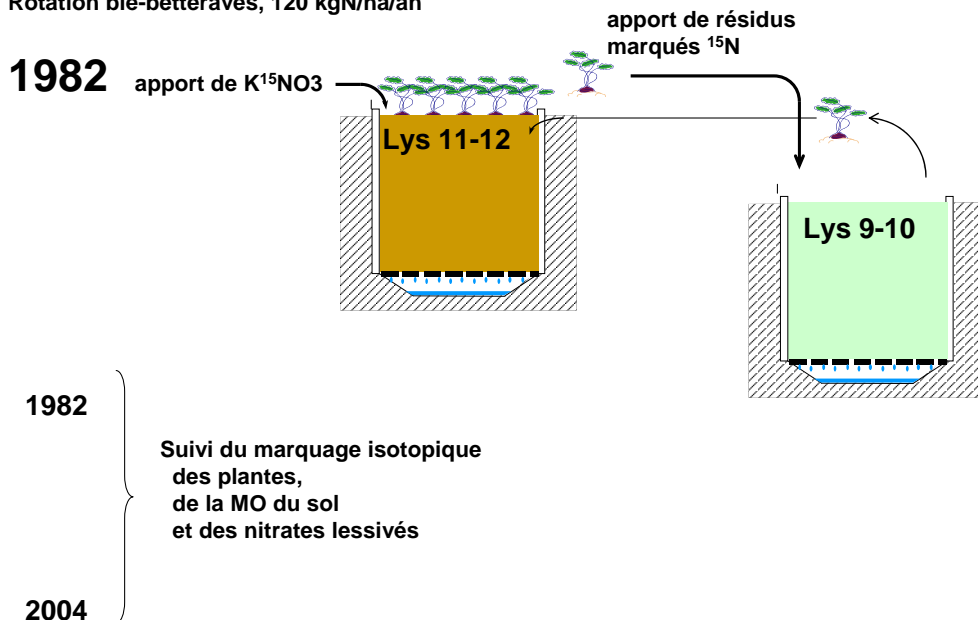 Rotation blé-betteraves, 120 kgN/ha/an
apport de résidus
marqués ¹⁵N
1982
apport de K¹⁵NO3
Lys 11-12
Lys 9-10
1982
Suivi du marquage isotopique
des plantes,
de la MO du sol
et des nitrates lessivés
2004